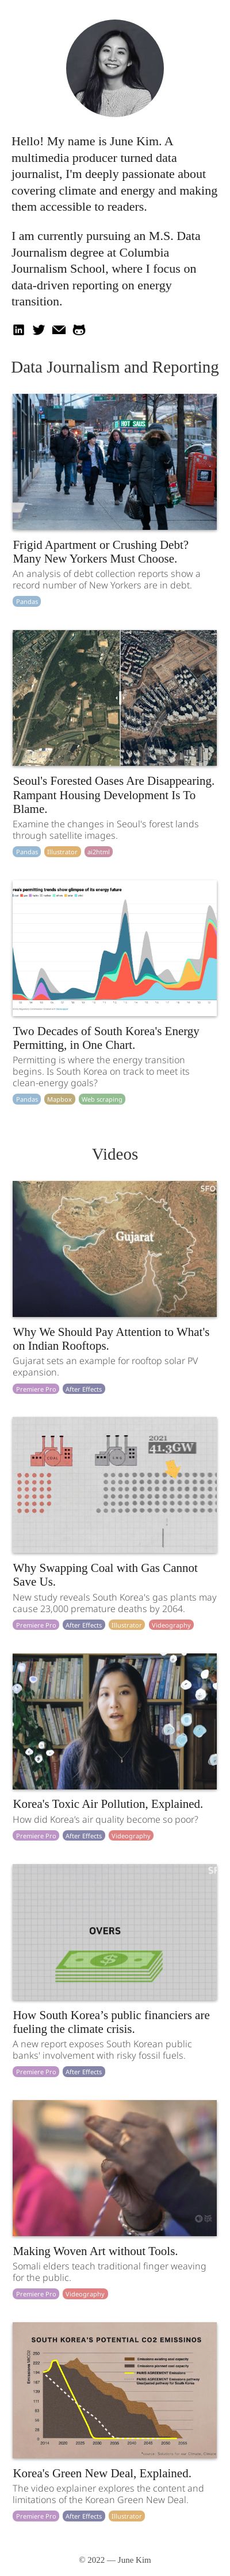 Hello! My name is June Kim. A
multimedia producer turned data
journalist, I'm deeply passionate about
covering climate and energy and making
them accessible to readers.
I am currently pursuing an M.S. Data
Journalism degree at Columbia
Journalism School, where I focus on
data-driven reporting on energy
transition.
in
Data Journalism and Reporting
HOT
Frigid Apartment or Crushing Debt?
Many New Yorkers Must Choose.
An analysis of debt collection reports show a
record number of New Yorkers are in debt.
Pandas
Seoul's Forested Oases Are Disappearing.
Rampant Housing Development Is To
Blame.
Examine the changes in Seoul's forest lands
through satellite images.
Pandas Illustrator ai2html
rea's permitting trends show glimpse of its energy future
Two Decades of South Korea's Energy
Permitting, in One Chart.
Permitting is where the energy transition
begins. Is South Korea on track to meet its
clean-energy goals?
Pandas Mapbox Web scraping
Videos
SFO
Gujarat
Why We Should Pay Attention to What's
on Indian Rooftops.
Gujarat sets an example for rooftop solar PV
expansion.
Premiere Pro After Effects
2021
41.3GW
Why Swapping Coal with Gas Cannot
Save Us.
New study reveals South Korea's gas plants may
cause 23,000 premature deaths by 2064.
Premiere Pro After Effects Illustrator Videography
Korea's Toxic Air Pollution, Explained.
How did Korea's air quality become so poor?
Premiere Pro After Effects Videography
OVERS
How South Korea’s public financiers are
fueling the climate crisis.
A new report exposes South Korean public
banks' involvement with risky fossil fuels.
Premiere Pro After Effects
Making Woven Art without Tools.
Somali elders teach traditional finger weaving
for the public.
Premiere Pro Videography
SOUTH KOREA'S POTENTIAL CO2 EMISSINOS
Korea's Green New Deal, Explained.
The video explainer explores the content and
limitations of the Korean Green New Deal.
Premiere Pro After Effects Illustrator
© 2022 — June Kim